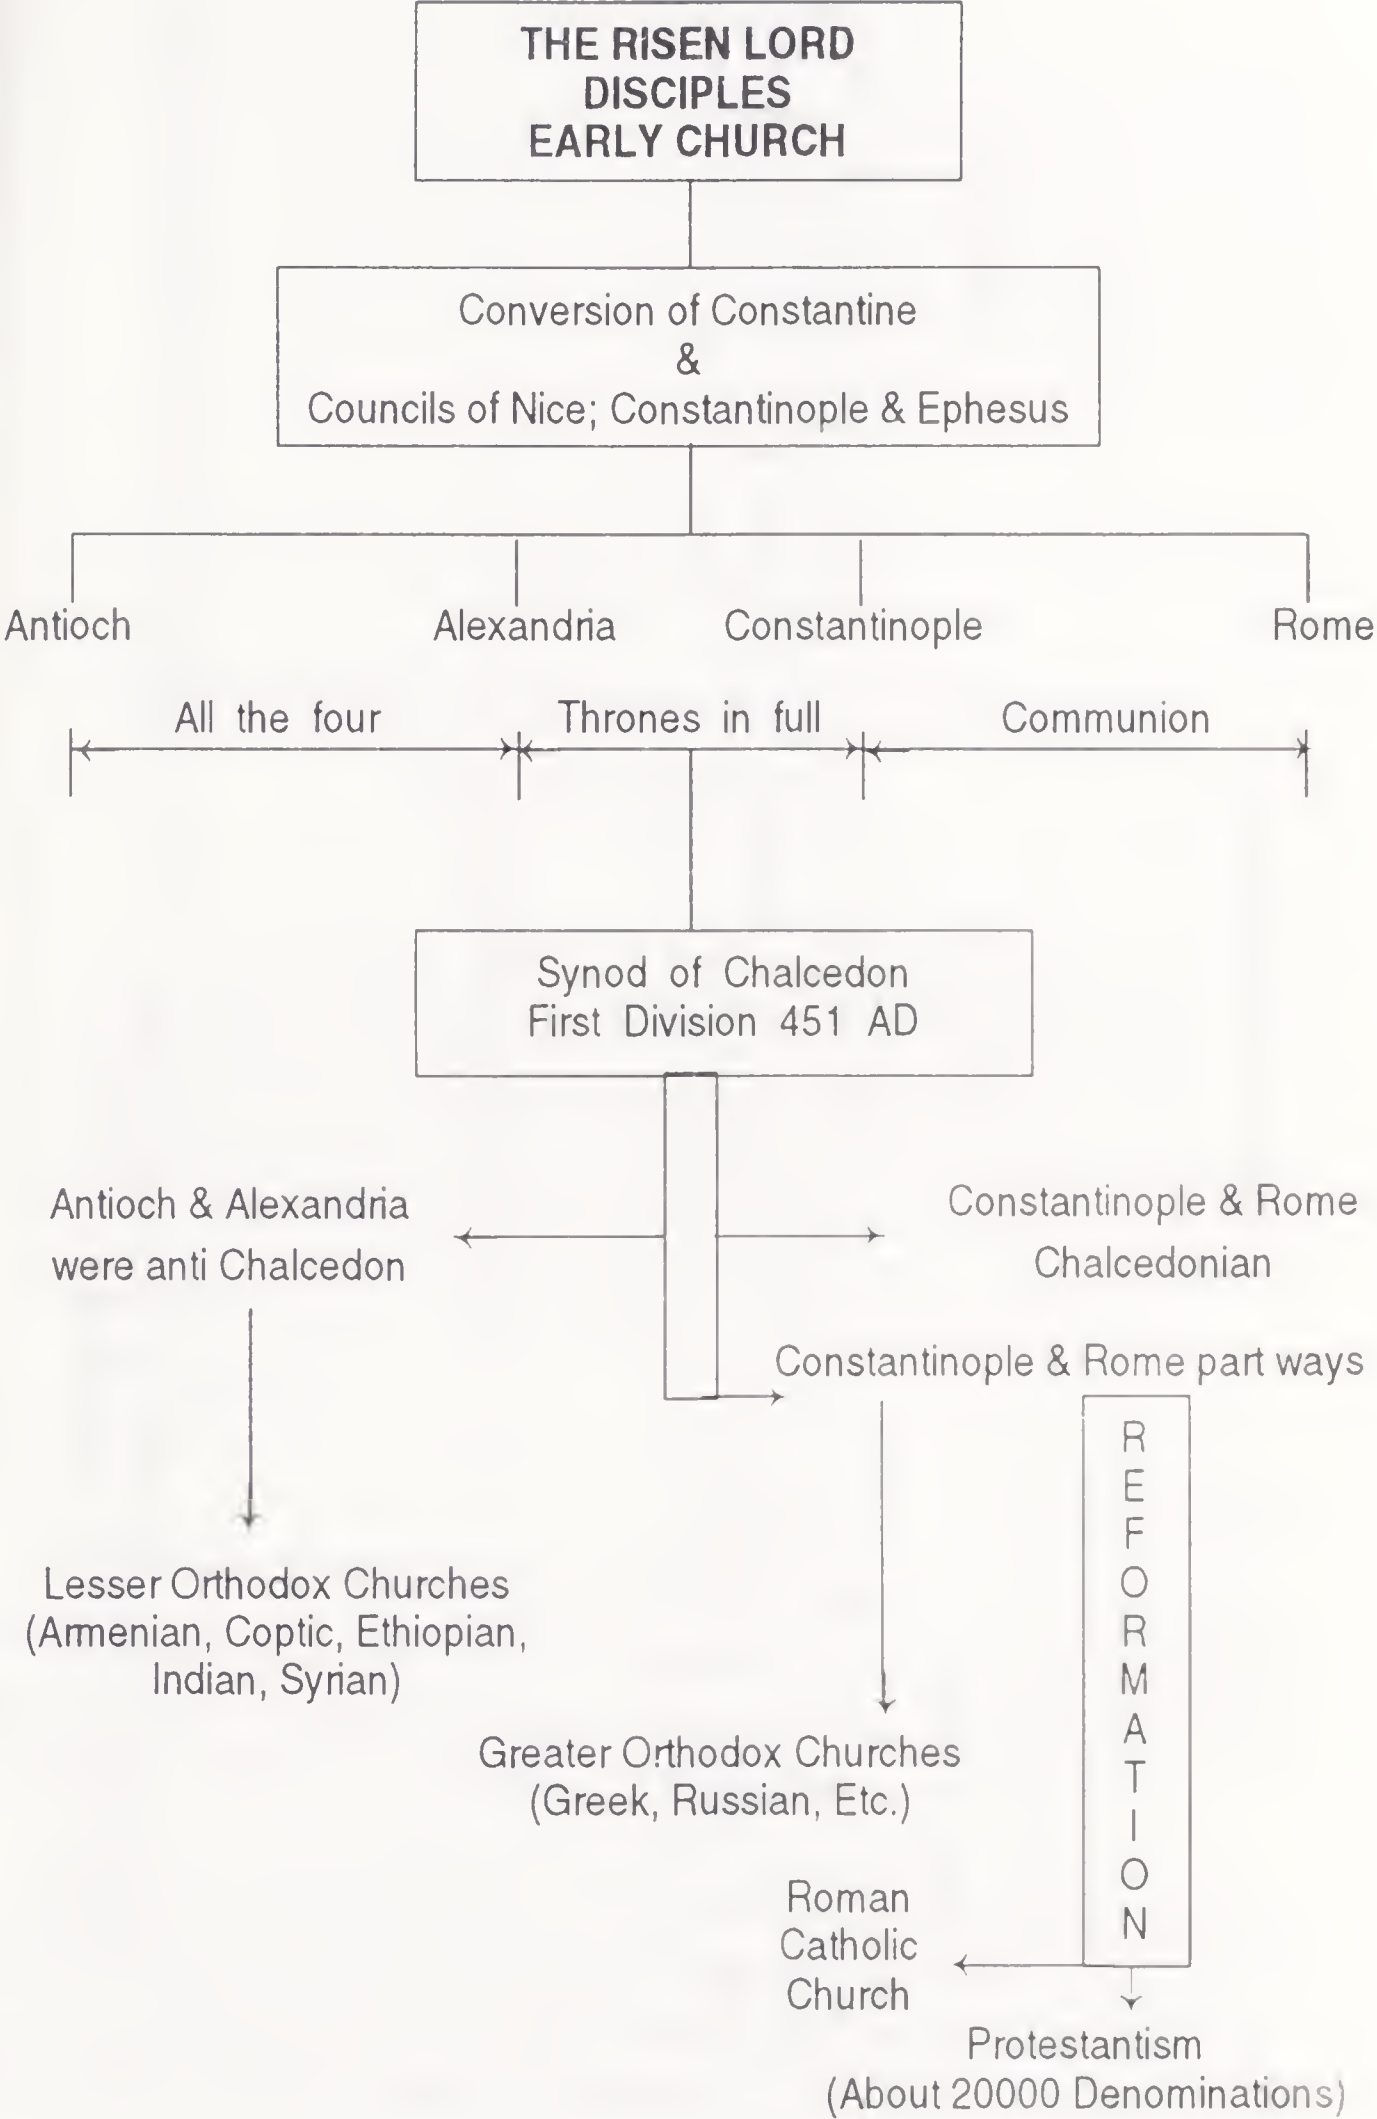 THE RISEN LORD
DISCIPLES
EARLY CHURCH
Conversion of Constantine
&
Councils of Nice; Constantinople & Ephesus
Antioch Alexandria Constantinople Rome
All the four Thrones in full Communion
Synod of Chalcedon
First Division 451 AD
Antioch & Alexandria
were anti Chalcedon
Constantinople & Rome
Chalcedonian
Constantinople & Rome part ways
R
E
F
O
R
M
A
T
I
O
N
Lesser Orthodox Churches
(Armenian, Coptic, Ethiopian,
Indian, Syrian)
Greater Orthodox Churches
(Greek, Russian, Etc.)
Roman
Catholic
Church
Protestantism
(About 20000 Denominations)